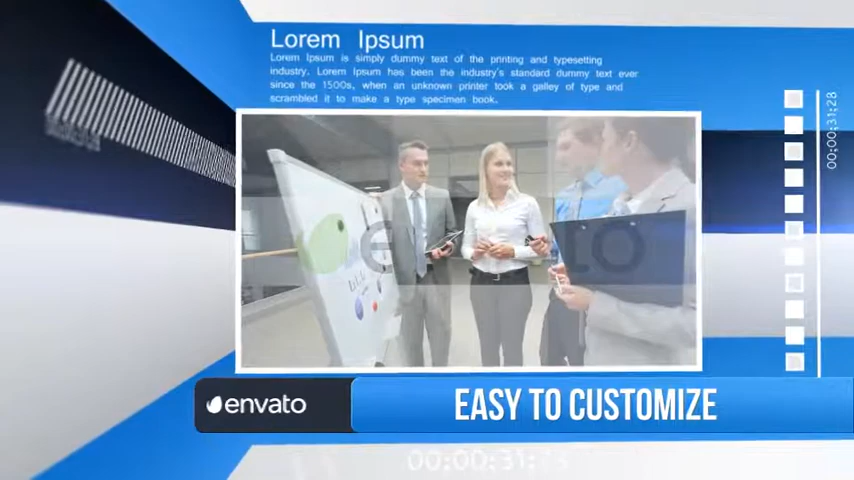 Lorem Ipsum
Lorem Ipsum is simply dummy text of the printing and typesetting
industry. Lorem Ipsum has been the industry's standard dummy text ever
since the 1500s, when an unknown printer took a galley of type and
scrambled it to make a type specimen book.
00:00:31:28
envato
envato
EASY TO CUSTOMIZE